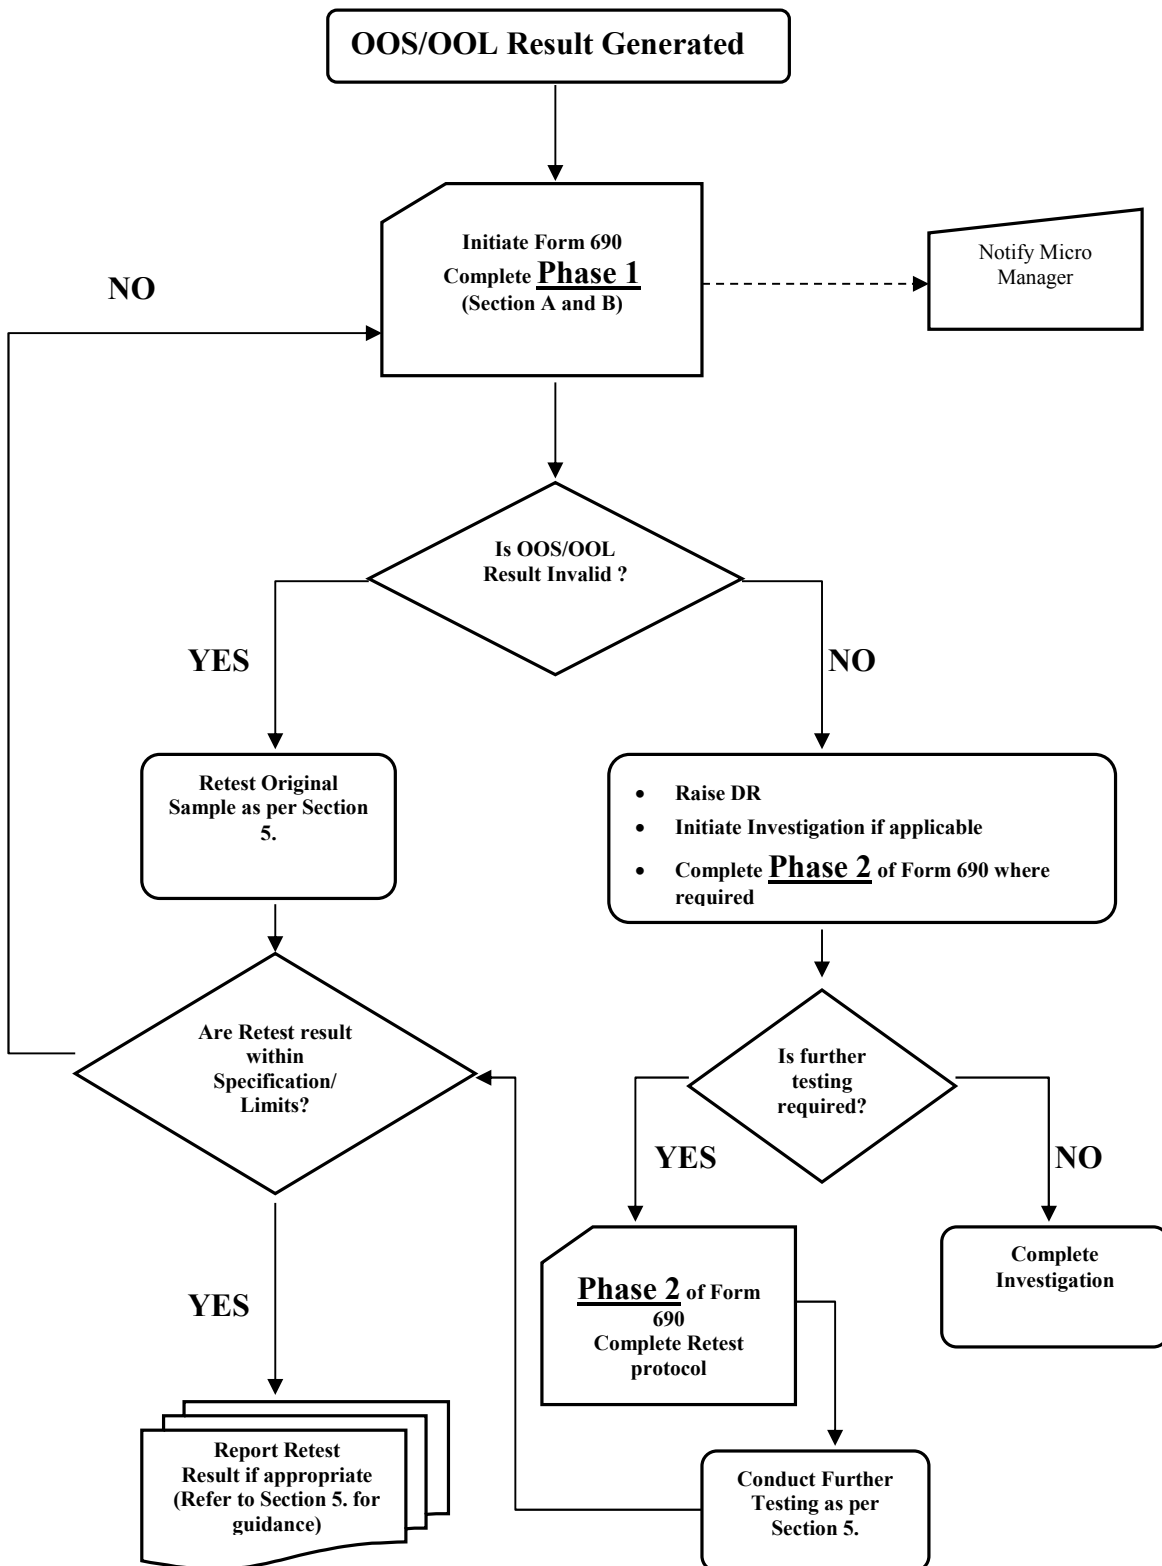 OOS/OOL Result Generated
Initiate Form 690
Complete Phase 1
(Section A and B)
Notify Micro
Manager
NO
Is OOS/OOL
Result Invalid ?
YES
NO
Retest Original
Sample as per Section
5.
• Raise DR
• Initiate Investigation if applicable
• Complete Phase 2 of Form 690 where
required
Are Retest result
within
Specification/
Limits?
Is further
testing
required?
YES
NO
Phase 2 of Form
690
Complete Retest
protocol
Complete
Investigation
YES
Report Retest
Result if appropriate
(Refer to Section 5. for
guidance)
Conduct Further
Testing as per
Section 5.